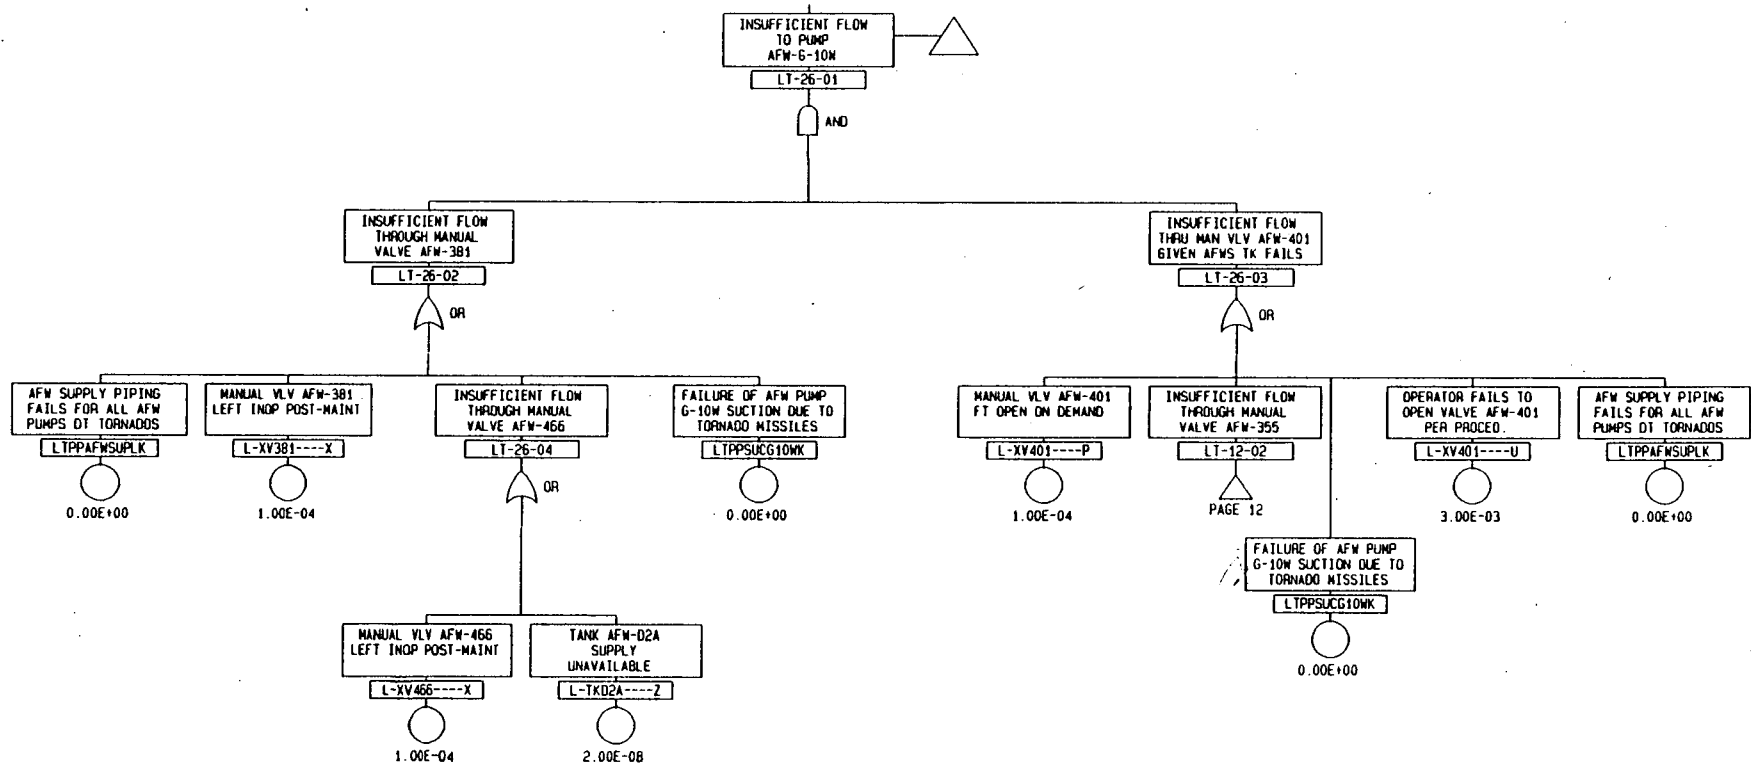 INSUFFICIENT FLOW
TO PUMP
AFW-G-10W
LT-26-01
AND
INSUFFICIENT FLOW
THROUGH MANUAL
VALVE AFW-381
LT-26-02
OR
INSUFFICIENT FLOW
THRU MAN VLV AFW-401
GIVEN AFWS TK FAILS
LT-26-03
OR
AFW SUPPLY PIPING
FAILS FOR ALL AFW
PUMPS DT TORNADOS
LTPPAFWSUPLK
0.00E+00
MANUAL VLV AFW-381
LEFT INOP POST-MAINT
L-XV381----X
1.00E-04
INSUFFICIENT FLOW
THROUGH MANUAL
VALVE AFW-466
LT-26-04
OR
FAILURE OF AFW PUMP
G-10W SUCTION DUE TO
TORNADO MISSILES
LTPPSUCG10WK
0.00E+00
MANUAL VLV AFW-401
FT OPEN ON DEMAND
L-XV401----P
1.00E-04
INSUFFICIENT FLOW
THROUGH MANUAL
VALVE AFW-355
LT-12-02
PAGE 12
OPERATOR FAILS TO
OPEN VALVE AFW-401
PER PROCED.
L-XV401----U
3.00E-03
AFW SUPPLY PIPING
FAILS FOR ALL AFW
PUMPS DT TORNADOS
LTPPAFWSUPLK
0.00E+00
FAILURE OF AFW PUMP
G-10W SUCTION DUE TO
TORNADO MISSILES
LTPPSUCG10WK
0.00E+00
MANUAL VLV AFW-466
LEFT INOP POST-MAINT
L-XV466----X
1.00E-04
TANK AFW-D2A
SUPPLY
UNAVAILABLE
L-TKD2A----Z
2.00E-08